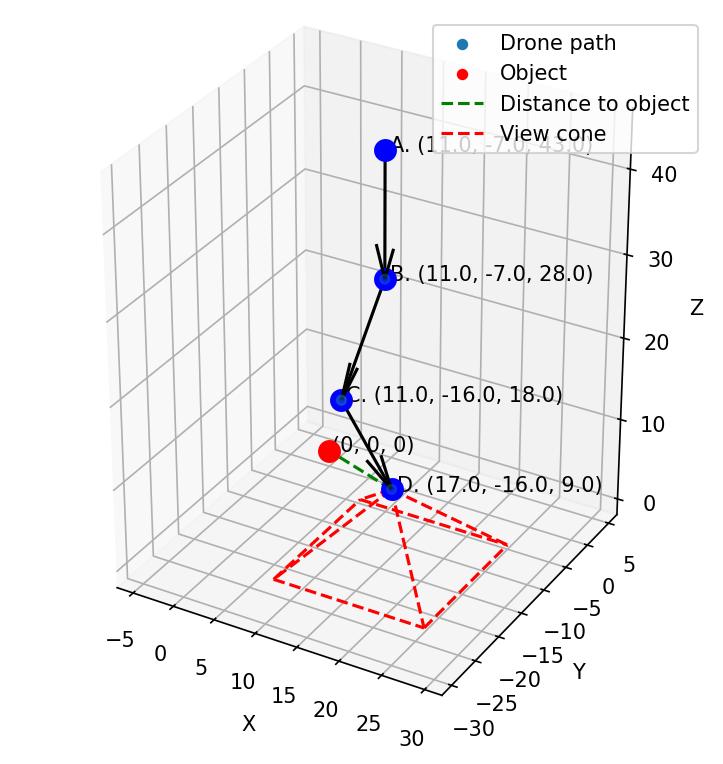 Drone path
Object
Distance to object
View cone
A. (11.0, -7.0, 43.0)
B. (11.0, -7.0, 28.0)
C. (11.0, -16.0, 18.0)
(0, 0, 0)
D. (17.0, -16.0, 9.0)
40
30
20
10
0
Z
5
0
−5
−10
−15
−20
−25
−30
Y
−5
0
5
10
15
20
25
30
X